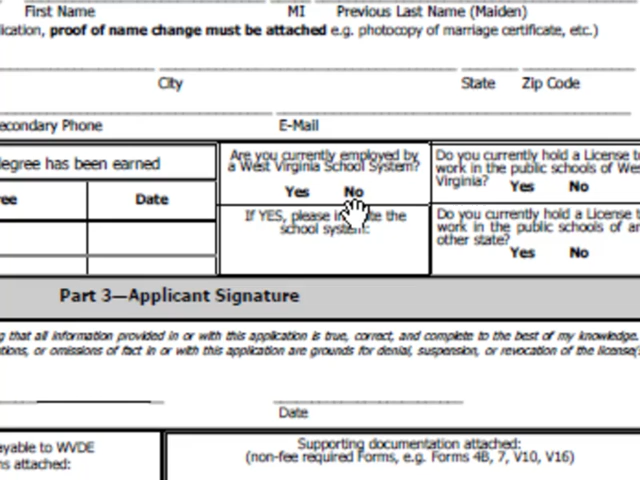 First Name MI Previous Last Name (Maiden)
ication, proof of name change must be attached e.g. photocopy of marriage certificate, etc.)
City State Zip Code
econdary Phone E-Mail
degree has been earned
ee Date
Are you currently employed by
a West Virginia School System?
Yes No
If YES, please in te the
school system:
Do you currently hold a License to
work in the public schools of Wes
Virginia? Yes No
Do you currently hold a License t
work in the public schools of an
other state?
Yes No
Part 3—Applicant Signature
g that all information provided in or with this application is true, correct, and complete to the best of my knowledge.
tions, or omissions of fact in or with this application are grounds for denial, suspension, or revocation of the license(
Date
ayable to WVDE
ns attached:
Supporting documentation attached:
(non-fee required Forms, e.g. Forms 4B, 7, V10, V16)